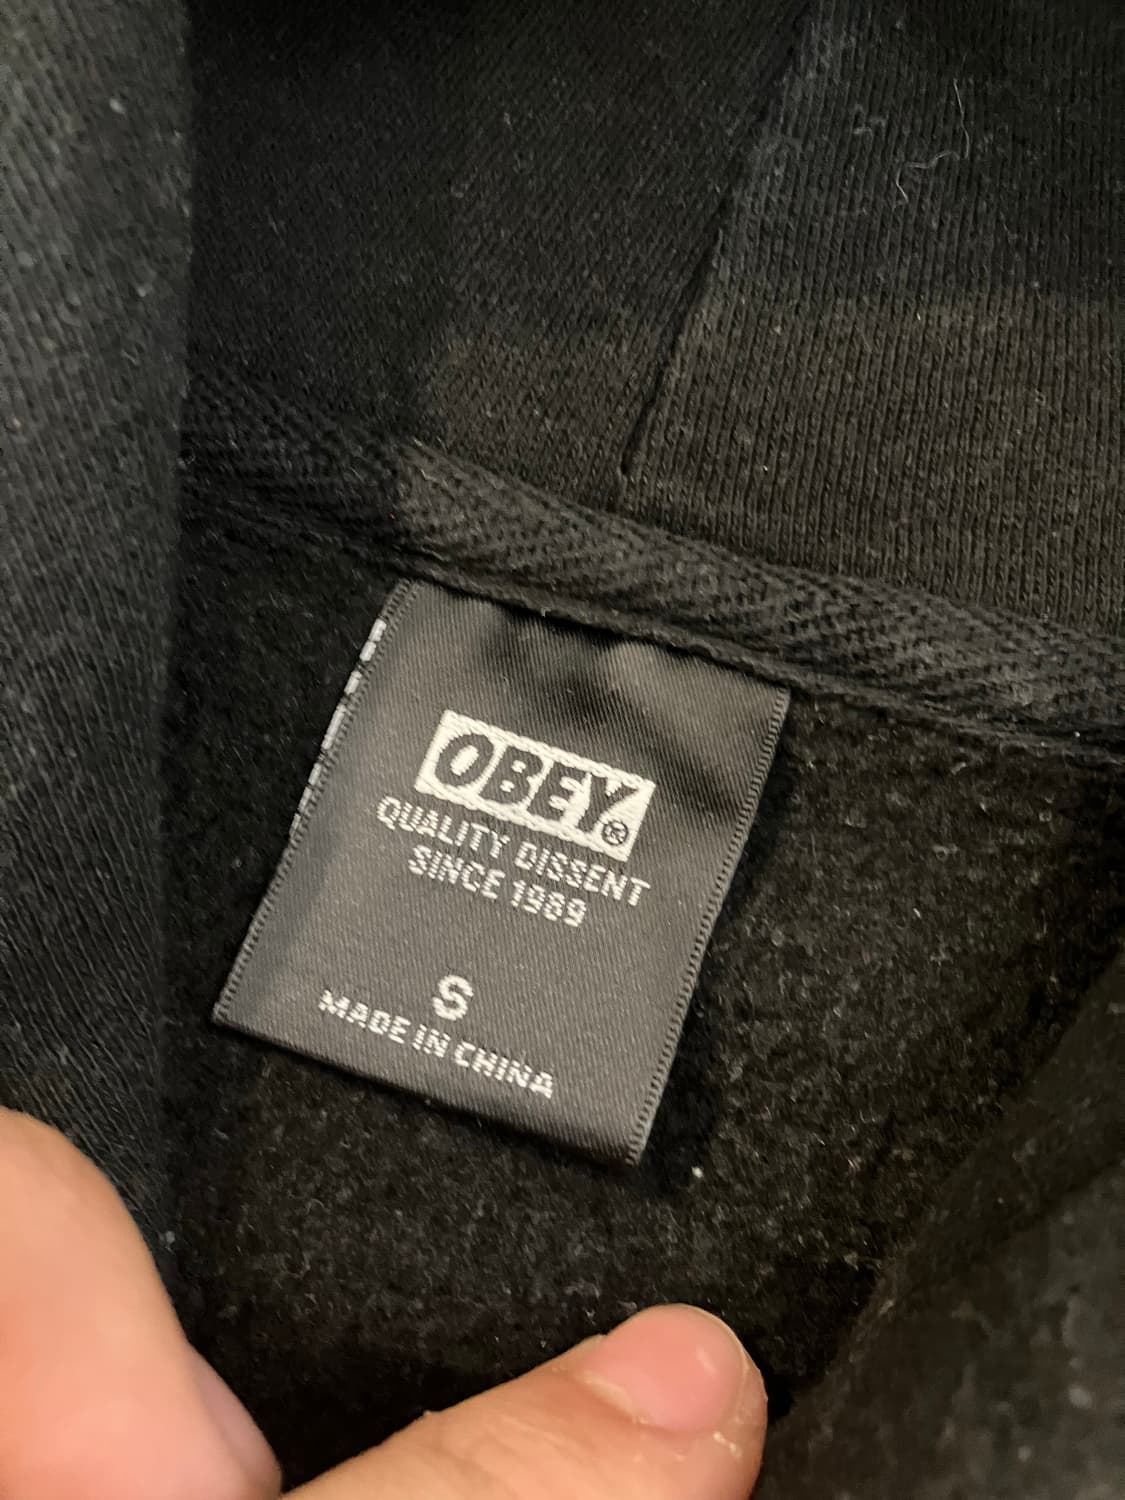 OBEY®
QUALITY DISSENT
SINCE 1989
S
MADE IN CHINA